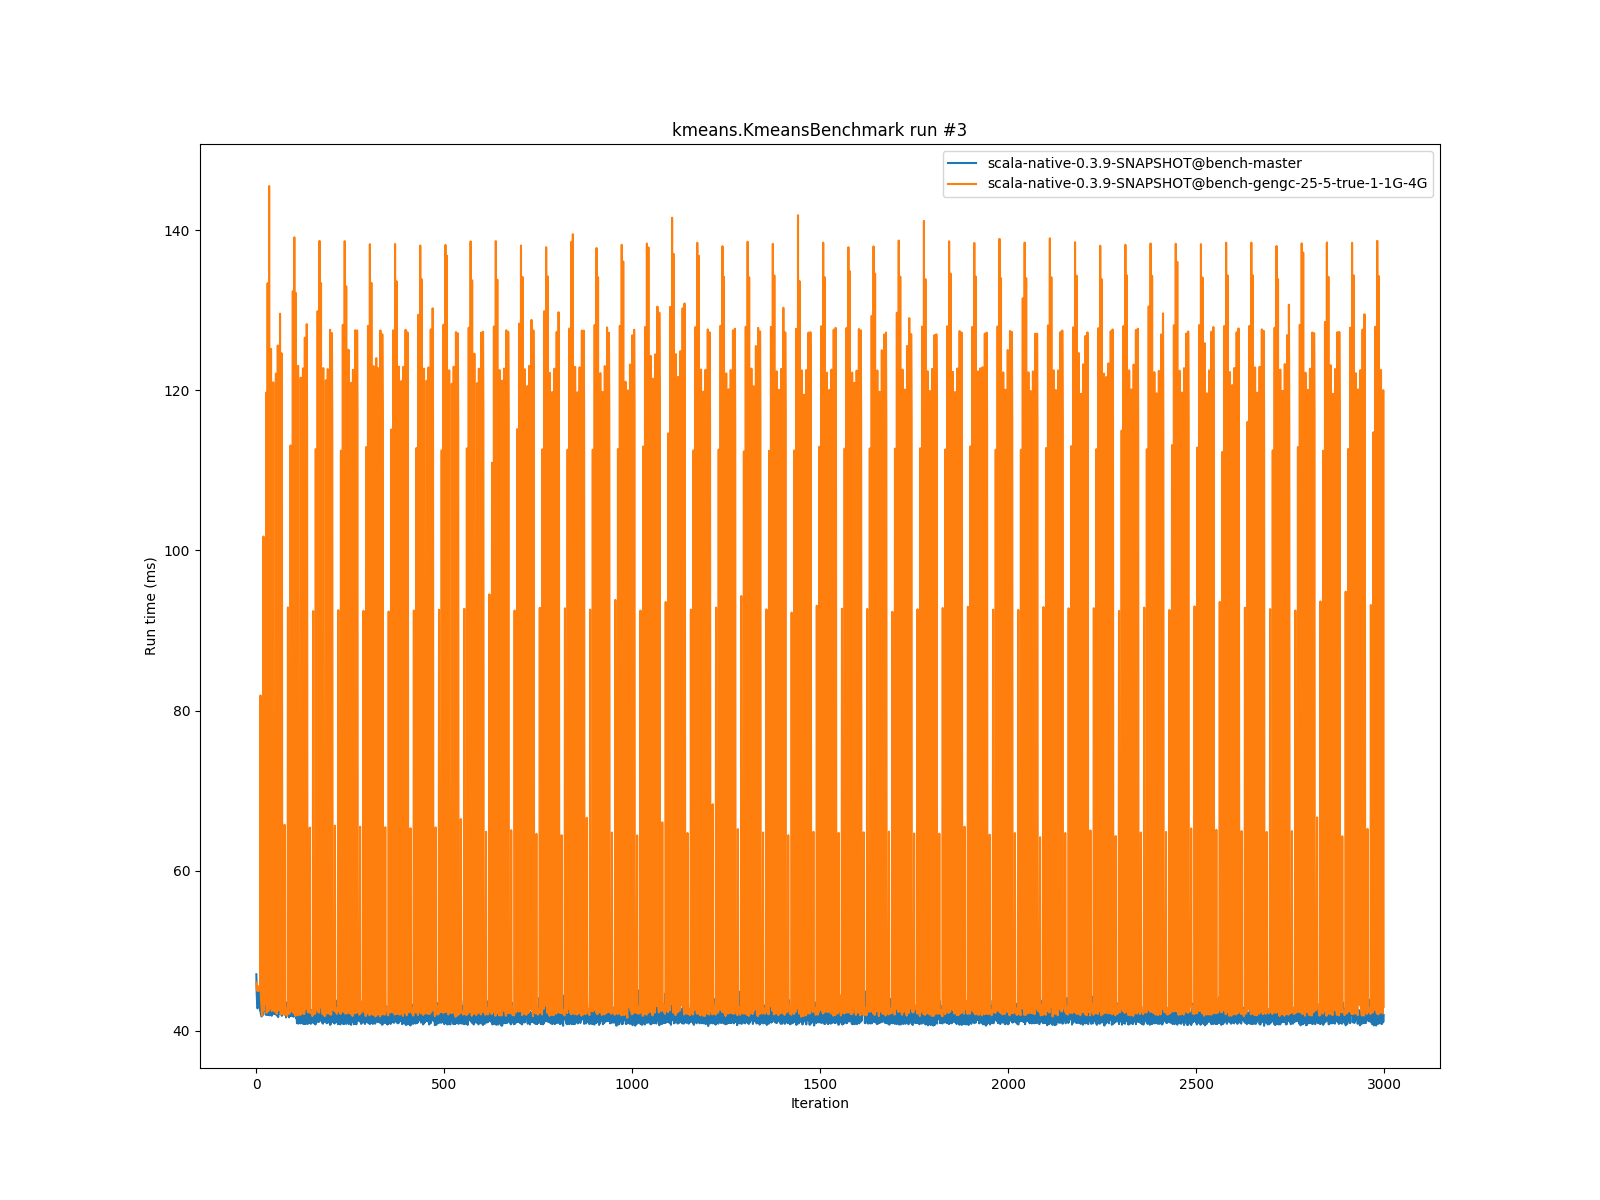 kmeans.KmeansBenchmark run #3
scala-native-0.3.9-SNAPSHOT@bench-master
scala-native-0.3.9-SNAPSHOT@bench-gengc-25-5-true-1-1G-4G
Run time (ms)
140
120
100
80
60
40
0
500
1000
1500
2000
2500
3000
Iteration